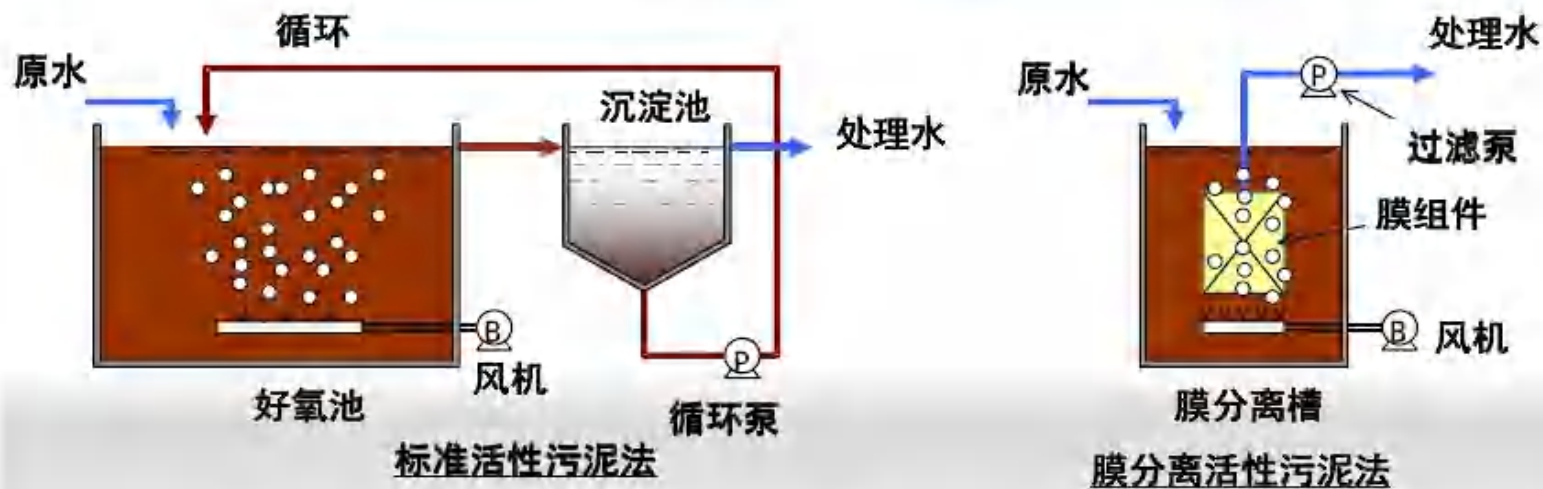 循环
原水
沉淀池
处理水
B
风机
P
循环泵
好氧池
标准活性污泥法
原水
P
处理水
过滤泵
膜组件
B
风机
膜分离槽
膜分离活性污泥法